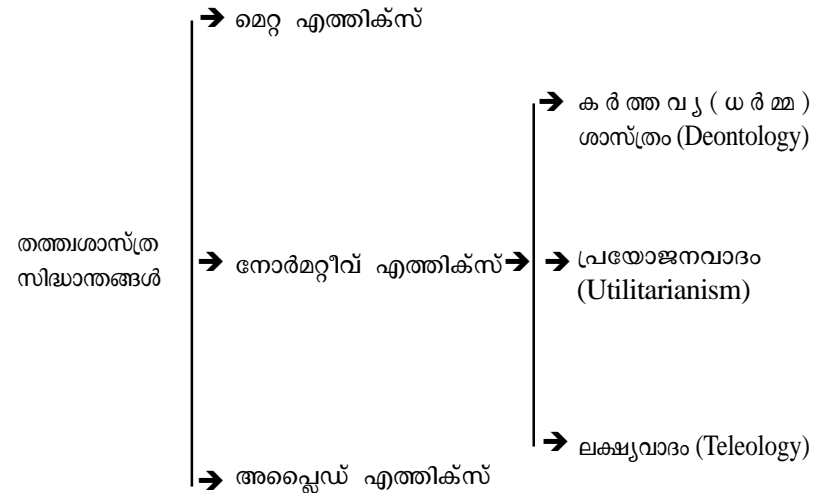 മെറ്റ എത്തിക്സ്
കർത്തവ്യ(ധർമ്മ)
ശാസ്ത്രം (Deontology)
തത്ത്വശാസ്ത്ര
സിദ്ധാന്തങ്ങൾ
നോർമറ്റീവ് എത്തിക്സ്
പ്രയോജനവാദം
(Utilitarianism)
ലക്ഷ്യവാദം (Teleology)
അപ്ലൈഡ് എത്തിക്സ്